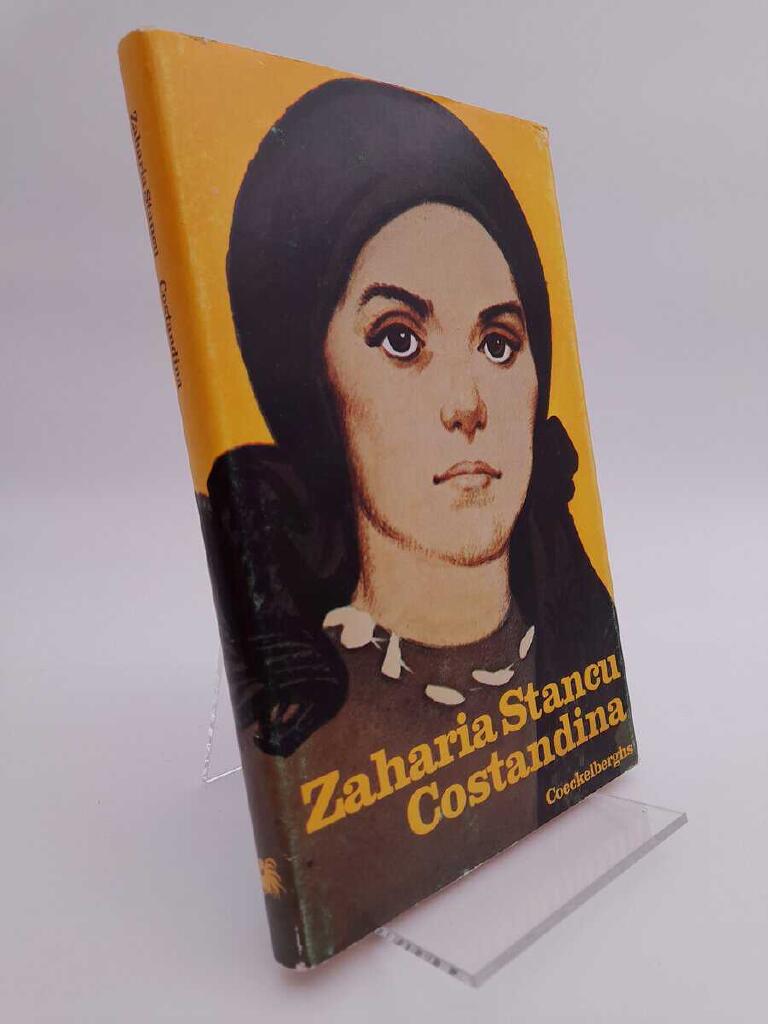 Zaharia Stancu Costandina
Zaharia Stancu
Costandina
Coeckelberghs